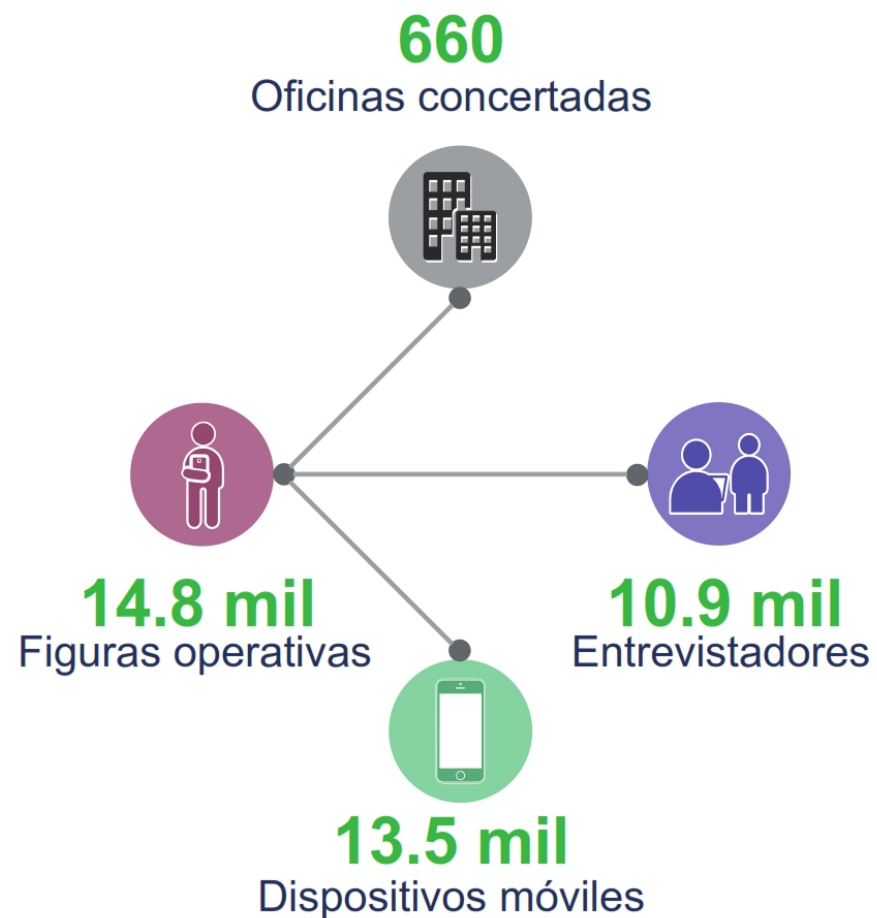 660
Oficinas concertadas
14.8 mil
Figuras operativas
10.9 mil
Entrevistadores
13.5 mil
Dispositivos móviles